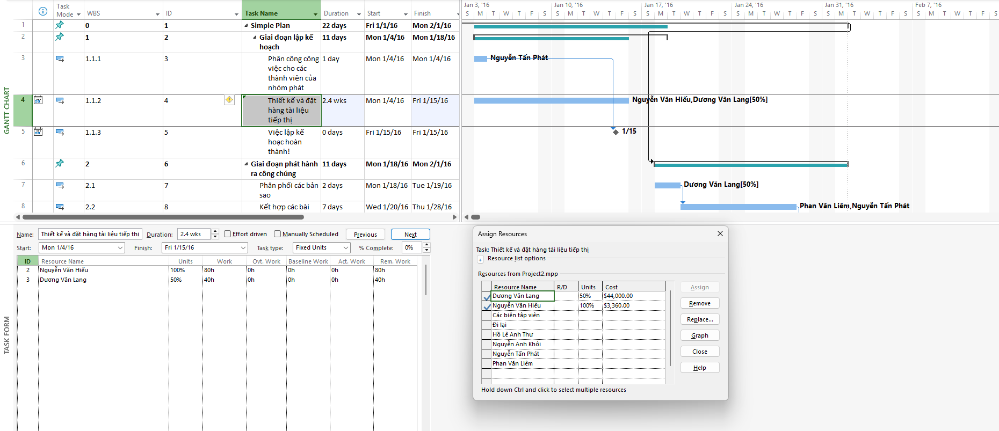 Task Mode WBS ID Task Name Duration Start Finish
Jan 3, '16 Jan 10, '16 Jan 17, '16 Jan 24, '16 Jan 31, '16 Feb 7, '16
S M T W T F S S M T W T F S S M T W T F S S M T W T F S S M T W T F S S M T W T F S
GANTT CHART
1 0 1 Simple Plan 22 days Fri 1/1/16 Mon 2/1/16
2 1 2 Giai đoạn lập kế hoạch 11 days Mon 1/4/16 Mon 1/18/16
3 1.1.1 3 Phân công công việc cho các thành viên của nhóm phát 1 day Mon 1/4/16 Mon 1/4/16
Nguyễn Tấn Phát
4 1.1.2 4 Thiết kế và đặt hàng tài liệu tiếp thị 2.4 wks Mon 1/4/16 Fri 1/15/16
Nguyễn Văn Hiếu,Dương Văn Lang[50%]
5 1.1.3 5 Việc lập kế hoạc hoàn thành! 0 days Fri 1/15/16 Fri 1/15/16
1/15
6 2 6 Giai đoạn phát hành ra công chúng 11 days Mon 1/18/16 Mon 2/1/16
7 2.1 7 Phân phối các bản sao 2 days Mon 1/18/16 Tue 1/19/16
Dương Văn Lang[50%]
8 2.2 8 Kết hợp các bài 7 days Wed 1/20/16 Thu 1/28/16
Phan Văn Liêm,Nguyễn Tấn Phát
TASK FORM
Name: Thiết kế và đặt hàng tài liệu tiếp thị Duration: 2.4 wks Effort driven Manually Scheduled Previous Next
Start: Mon 1/4/16 Finish: Fri 1/15/16 Task type: Fixed Units % Complete: 0%
ID Resource Name Units Work Ovt. Work Baseline Work Act. Work Rem. Work
2 Nguyễn Văn Hiếu 100% 80h 0h 0h 0h 80h
3 Dương Văn Lang 50% 40h 0h 0h 0h 40h
Assign Resources
Task: Thiết kế và đặt hàng tài liệu tiếp thị
+ Resource list options
Resources from Project2.mpp
Resource Name R/D Units Cost
Dương Văn Lang 50% $44,000.00
Nguyễn Văn Hiếu 100% $3,360.00
Các biên tập viên
Đi lại
Hồ Lê Anh Thư
Nguyễn Anh Khôi
Nguyễn Tấn Phát
Phan Văn Liêm
Assign
Remove
Replace...
Graph
Close
Help
Hold down Ctrl and click to select multiple resources